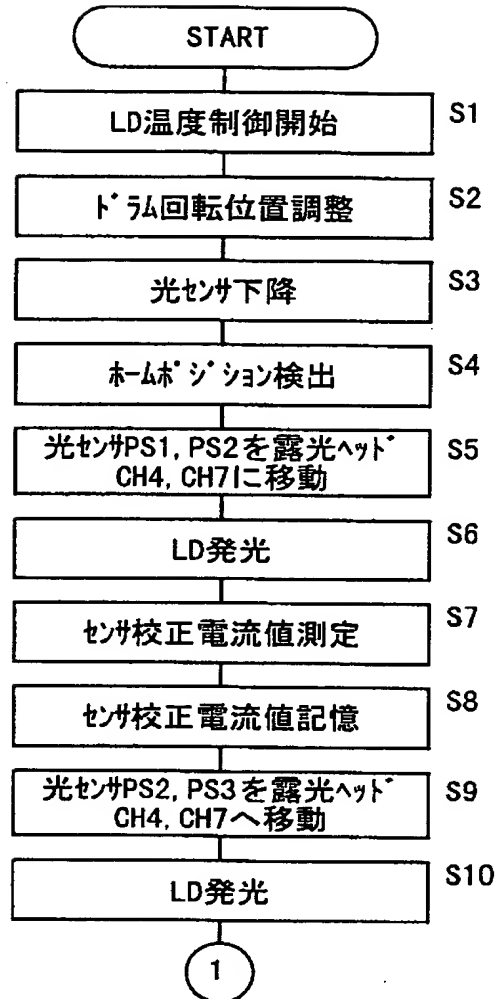 START
LD温度制御開始 S1
ﾄﾞﾗﾑ回転位置調整 S2
光ｾﾝｻ下降 S3
ﾎｰﾑﾎﾟｼﾞｼｮﾝ検出 S4
光ｾﾝｻPS1, PS2を露光ﾍｯﾄﾞ S5
CH4, CH7に移動
LD発光 S6
ｾﾝｻ校正電流値測定 S7
ｾﾝｻ校正電流値記憶 S8
光ｾﾝｻPS2, PS3を露光ﾍｯﾄﾞ S9
CH4, CH7へ移動
LD発光 S10
1